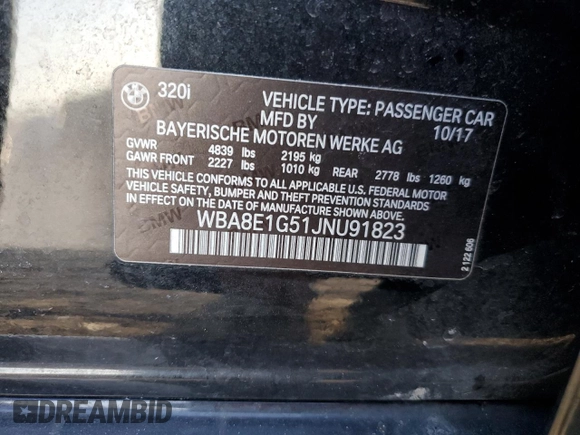 320i
VEHICLE TYPE: PASSENGER CAR
MFD BY 10/17
BAYERISCHE MOTOREN WERKE AG
GVWR 4839 lbs 2195 kg
GAWR FRONT 2227 lbs 1010 kg REAR 2778 lbs 1260 kg
THIS VEHICLE CONFORMS TO ALL APPLICABLE U.S. FEDERAL MOTOR
VEHICLE SAFETY, BUMPER AND THEFT PREVENTION STANDARDS
IN EFFECT ON THE DATE OF MANUFACTURE SHOWN ABOVE.
WBA8E1G51JNU91823
2 122 606
DREAMBID